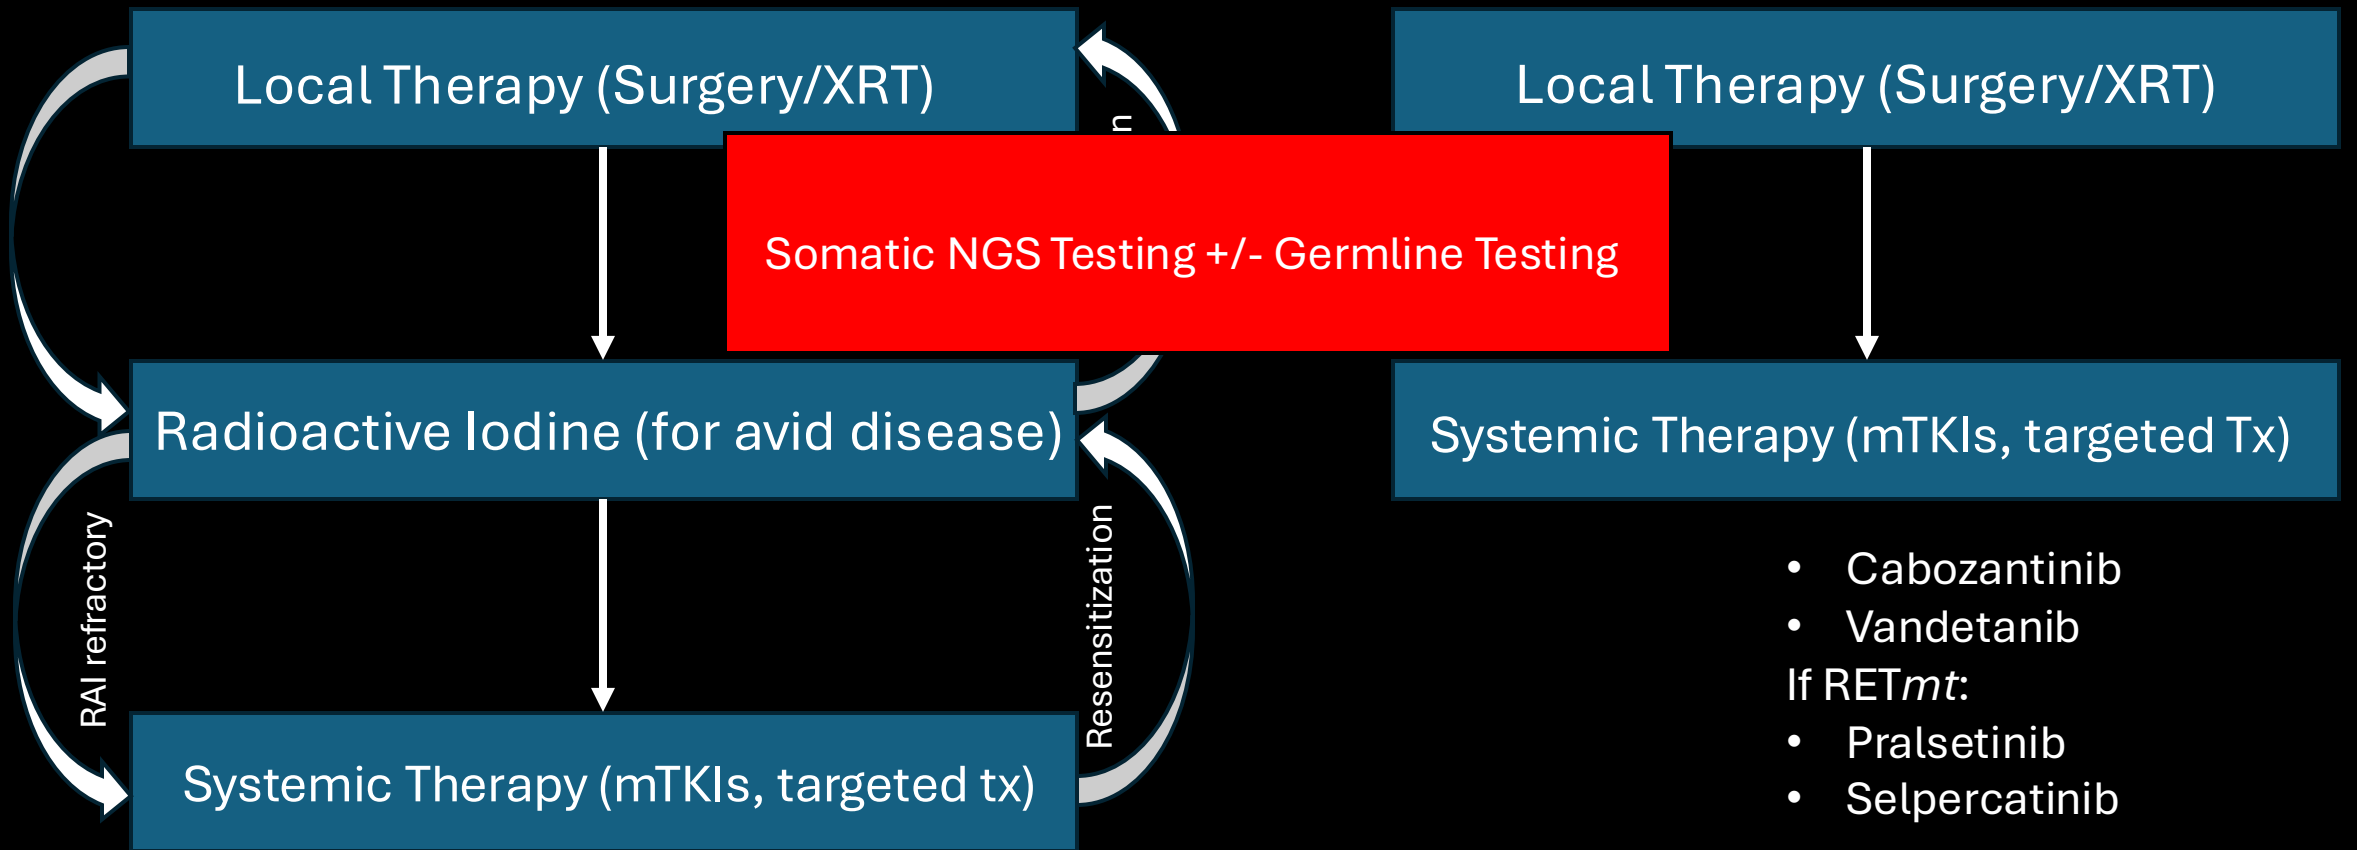 Local Therapy (Surgery/XRT)
Local Therapy (Surgery/XRT)
Somatic NGS Testing +/- Germline Testing
Radioactive Iodine (for avid disease)
Systemic Therapy (mTKIs, targeted Tx)
RAI refractory
Resensitization
Systemic Therapy (mTKIs, targeted tx)
• Cabozantinib
• Vandetanib
If RETmt:
• Pralsetinib
• Selpercatinib